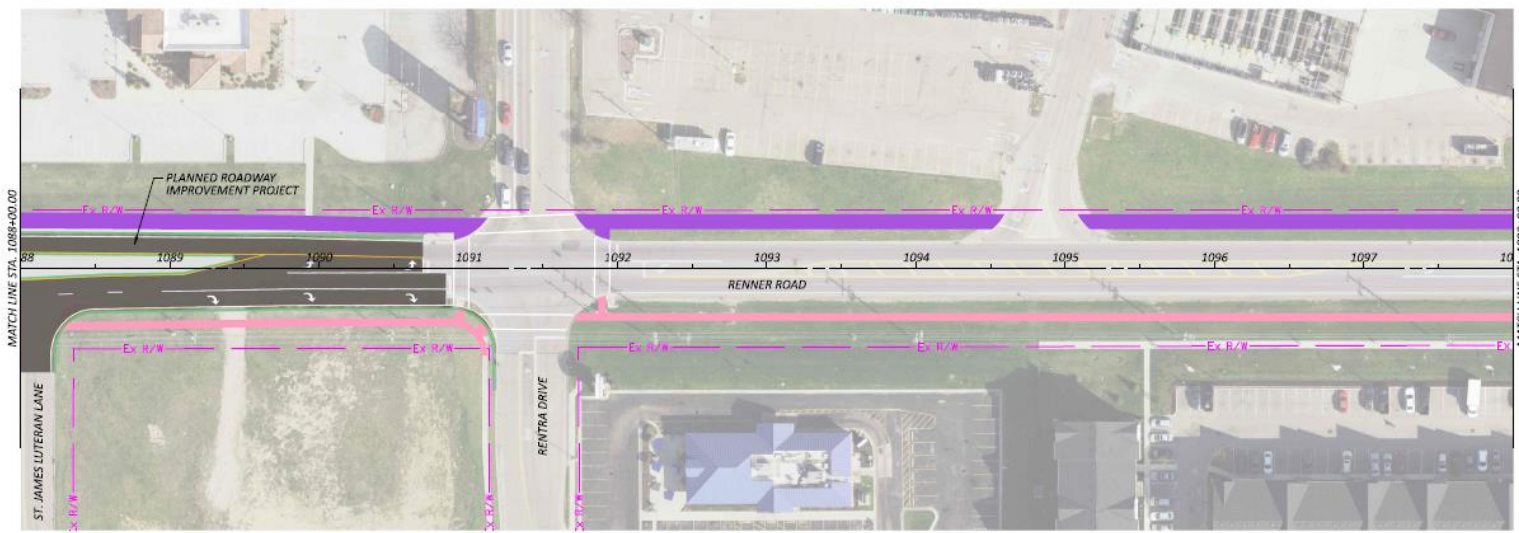 PLANNED ROADWAY
IMPROVEMENT PROJECT
Ex R/W
Ex R/W
Ex R/W
Ex R/W
Ex R/W
MATCH LINE STA. 1088+00.00
88
1089
1090
1091
1092
1093
1094
1095
1096
1097
10
RENNER ROAD
Ex R/W
Ex R/W
Ex R/W
Ex R/W
Ex R/W
Ex
ST. JAMES LUTERAN LANE
RENTRA DRIVE
Ex R/W
Ex R/W
Ex R/W